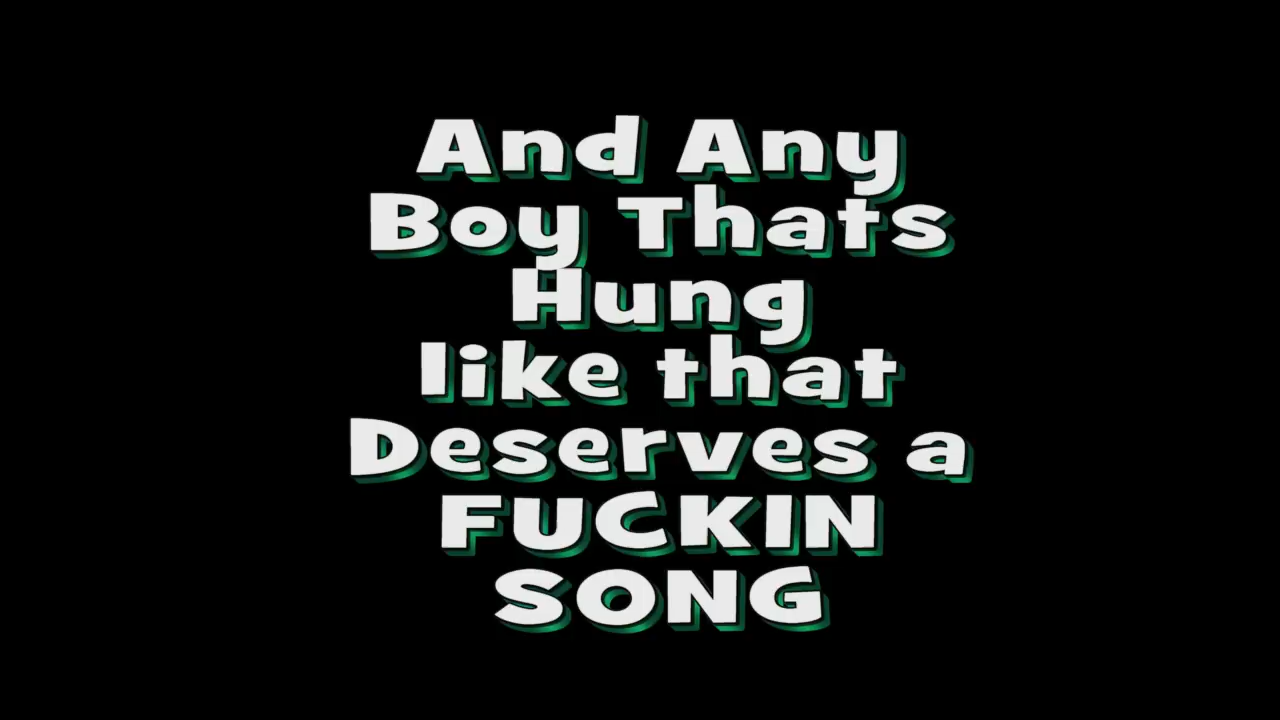 And Any
Boy Thats
Hung
like that
Deserves a
FUCKIN
SONG